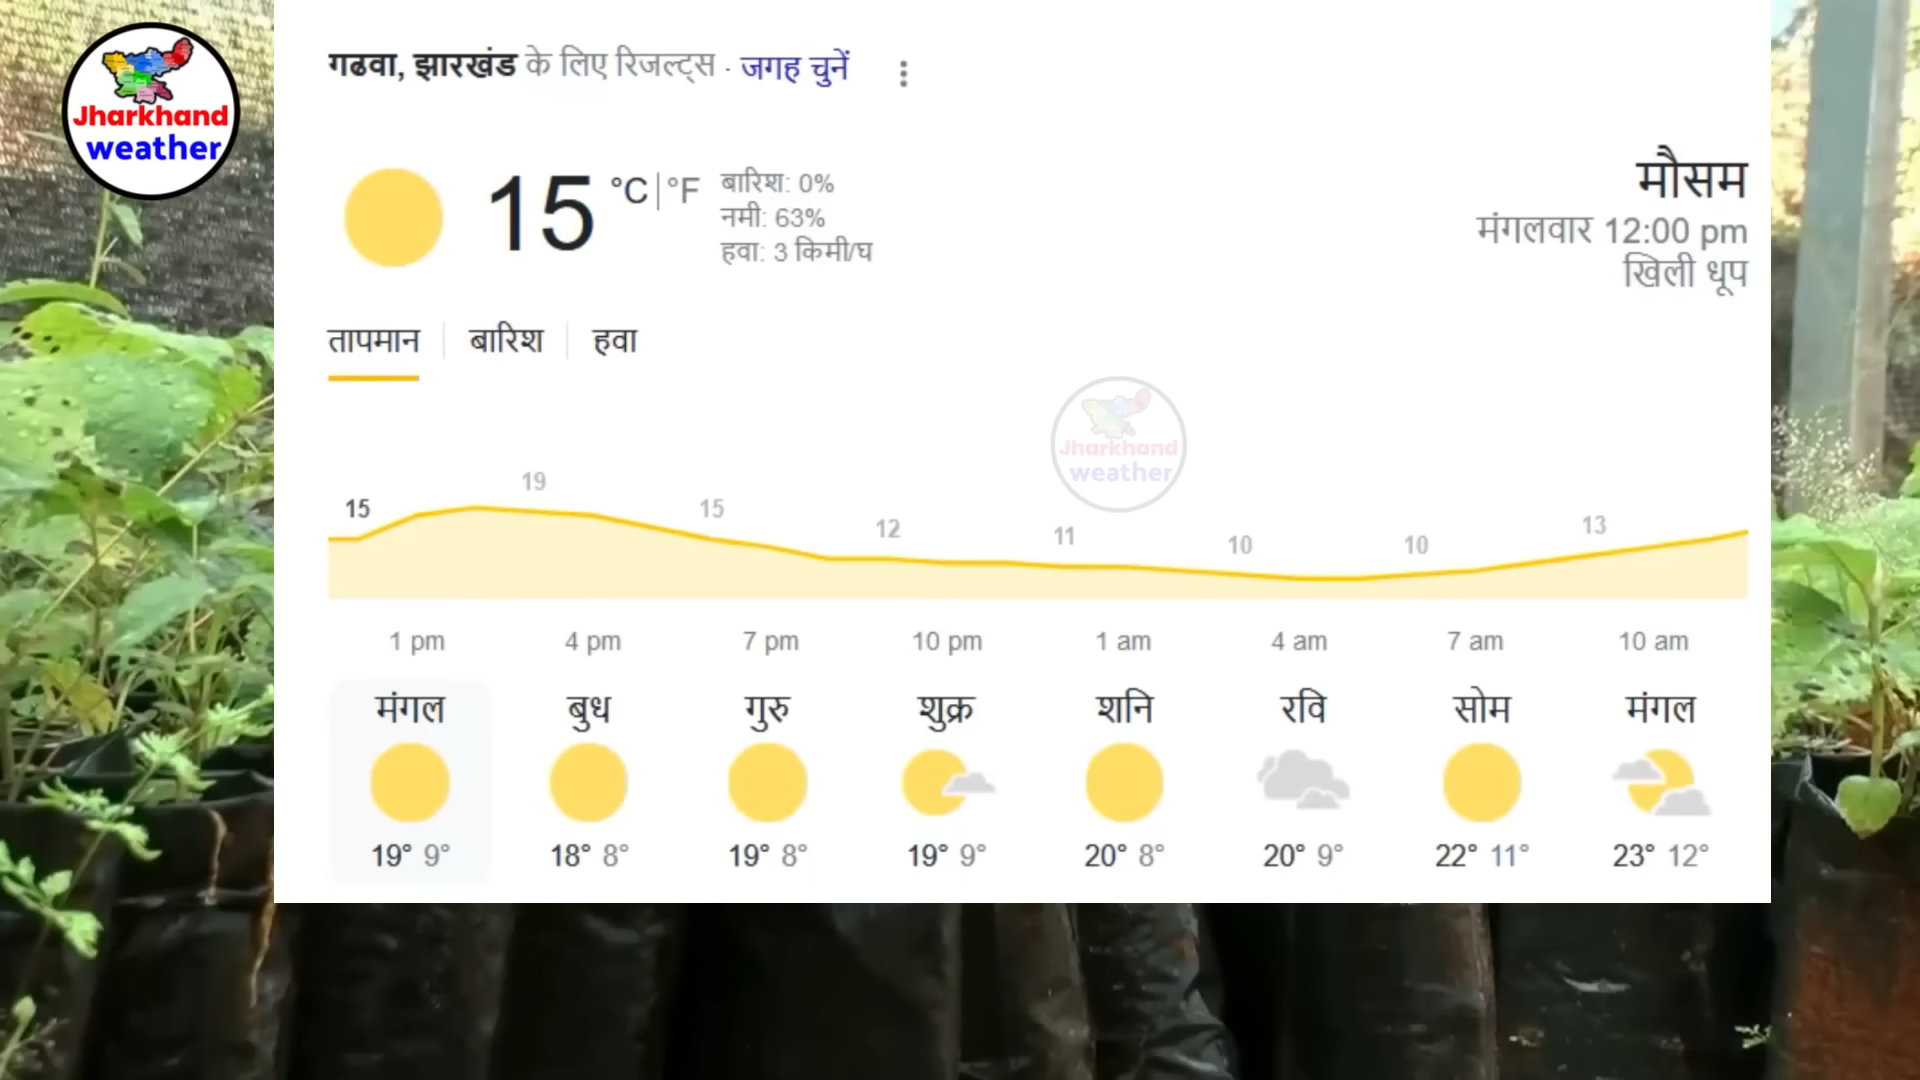 Jharkhand
weather
गढवा, झारखंड के लिए रिजल्ट्स · जगह चुनें
15 °C | °F
बारिश: 0%
नमी: 63%
हवा: 3 किमी/घ
मौसम
मंगलवार 12:00 pm
खिली धूप
तापमान बारिश हवा
Jharkhand
weather
15 19 15 12 11 10 10 13
1 pm 4 pm 7 pm 10 pm 1 am 4 am 7 am 10 am
मंगल बुध गुरु शुक्र शनि रवि सोम मंगल
19° 9° 18° 8° 19° 8° 19° 9° 20° 8° 20° 9° 22° 11° 23° 12°